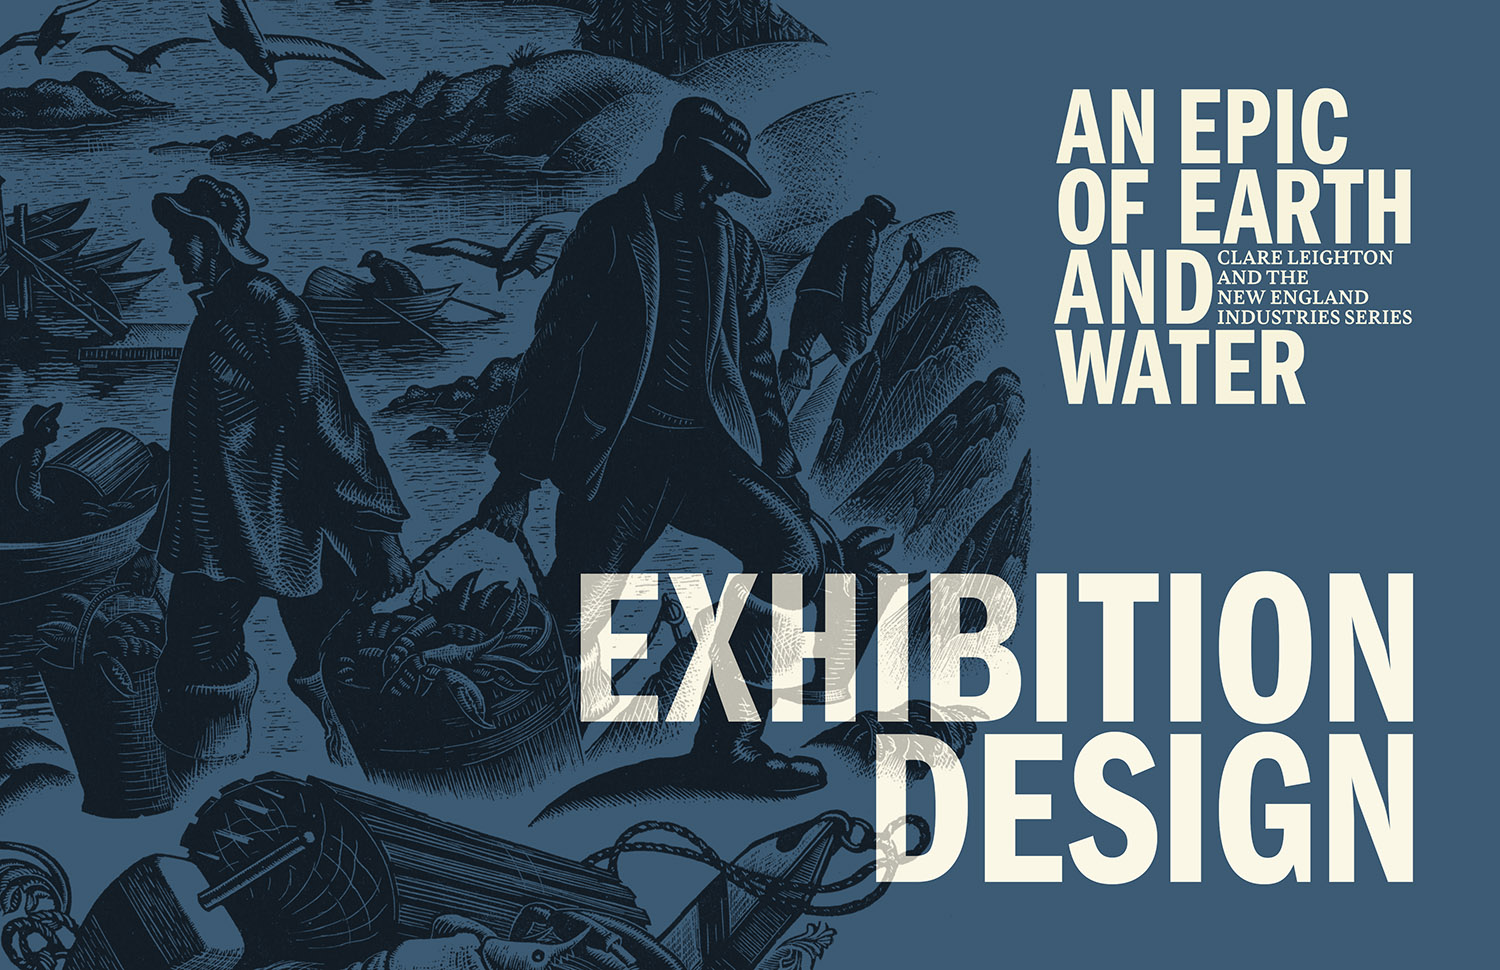 AN EPIC
OF EARTH
AND
CLARE LEIGHTON
AND THE
NEW ENGLAND
INDUSTRIES SERIES
WATER
EXHIBITION
DESIGN